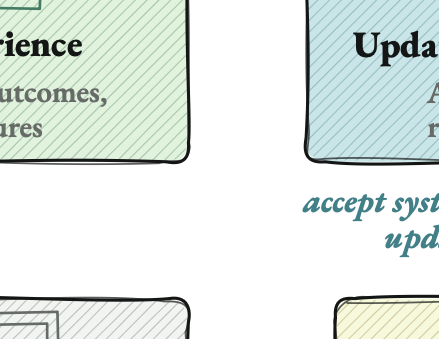 rience
utcomes,
ures
Upda
A
r
accept syst
upd